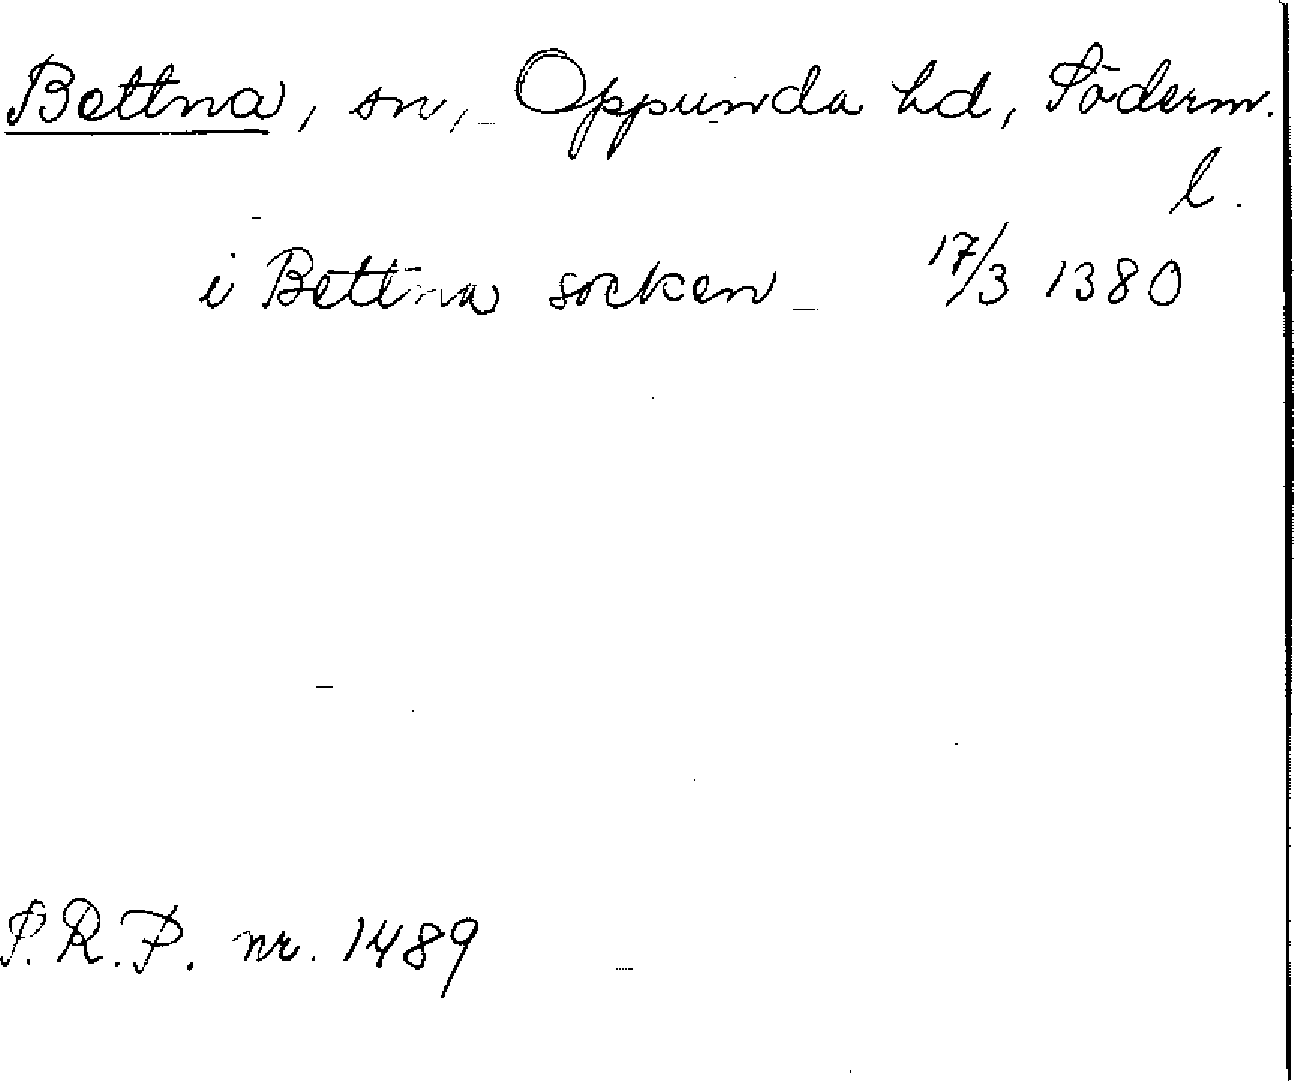 Bettna, sn, Oppunda hd, Söderm.
l.
i Bettna socken 17/3 1380
S.R.P. nr. 1489